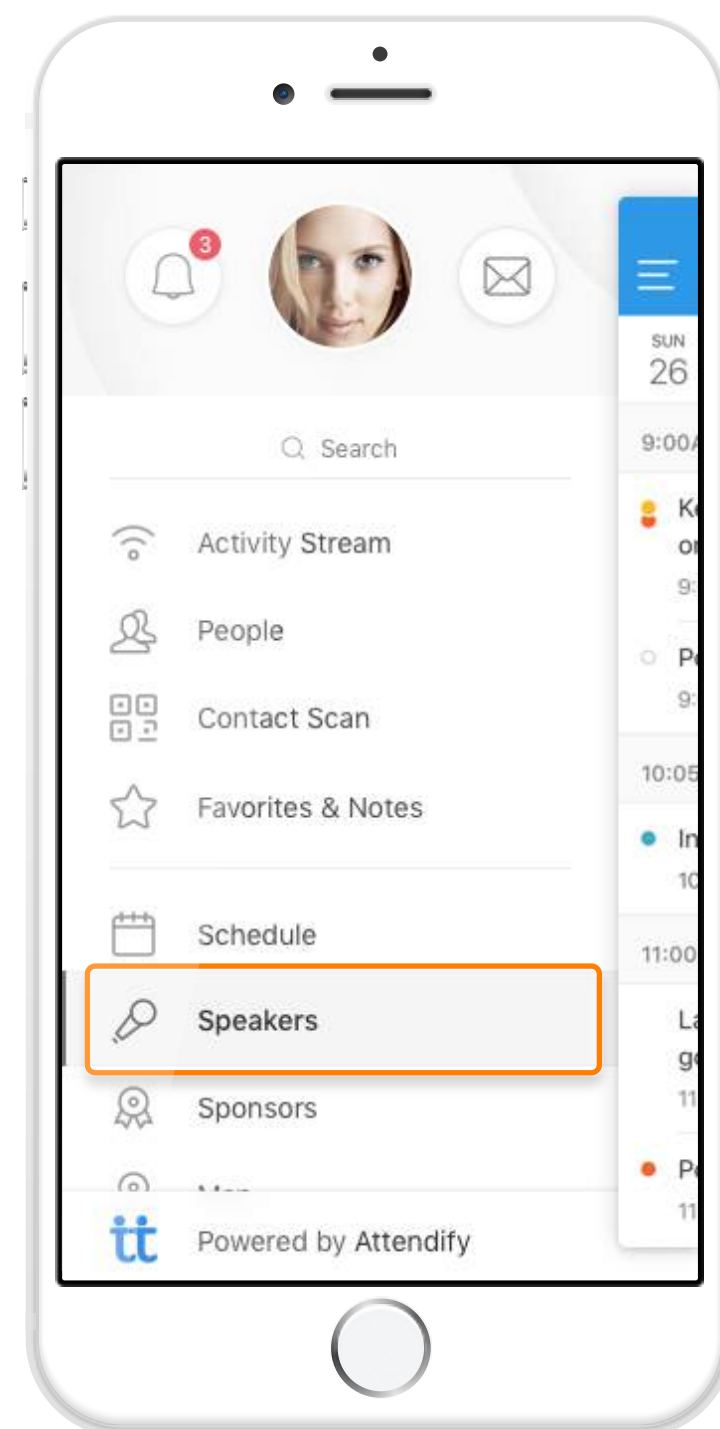 3
Search
Activity Stream
People
Contact Scan
Favorites & Notes
Schedule
Speakers
Sponsors
Powered by Attendify
SUN
26
9:00
10:05
11:00